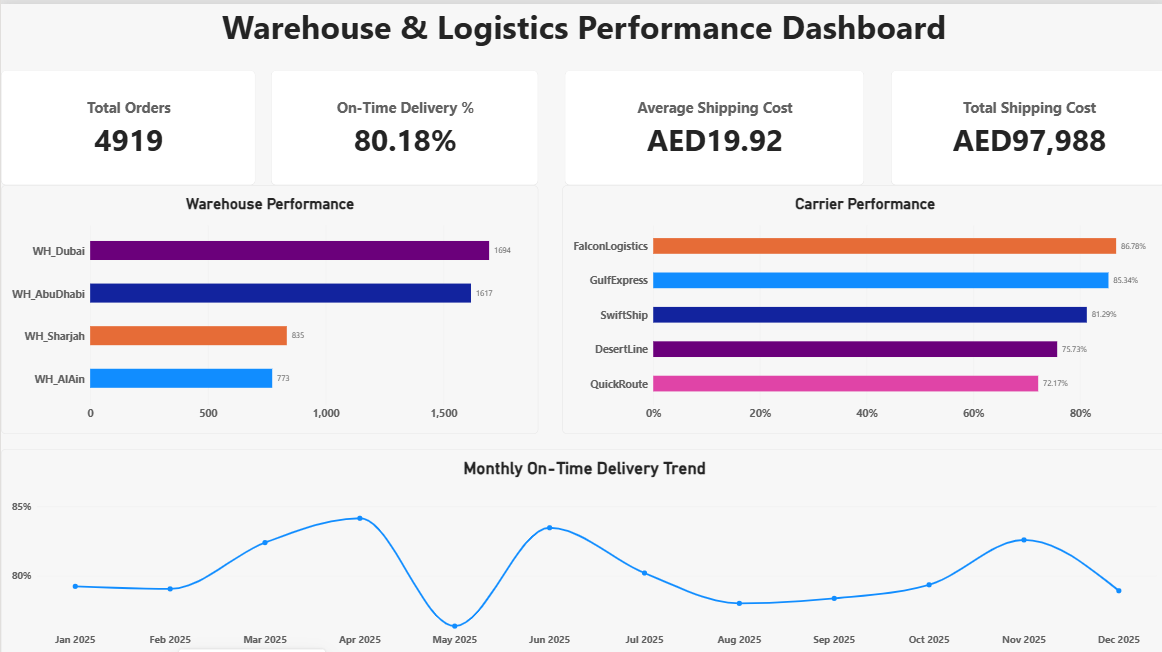 Warehouse & Logistics Performance Dashboard
Total Orders
4919
On-Time Delivery %
80.18%
Average Shipping Cost
AED19.92
Total Shipping Cost
AED97,988
Warehouse Performance
WH_Dubai 1694
WH_AbuDhabi 1617
WH_Sharjah 835
WH_AlAin 773
0 500 1,000 1,500
Carrier Performance
FalconLogistics 86.78%
GulfExpress 85.34%
SwiftShip 81.29%
DesertLine 75.73%
QuickRoute 72.17%
0% 20% 40% 60% 80%
Monthly On-Time Delivery Trend
85%
80%
Jan 2025 Feb 2025 Mar 2025 Apr 2025 May 2025 Jun 2025 Jul 2025 Aug 2025 Sep 2025 Oct 2025 Nov 2025 Dec 2025